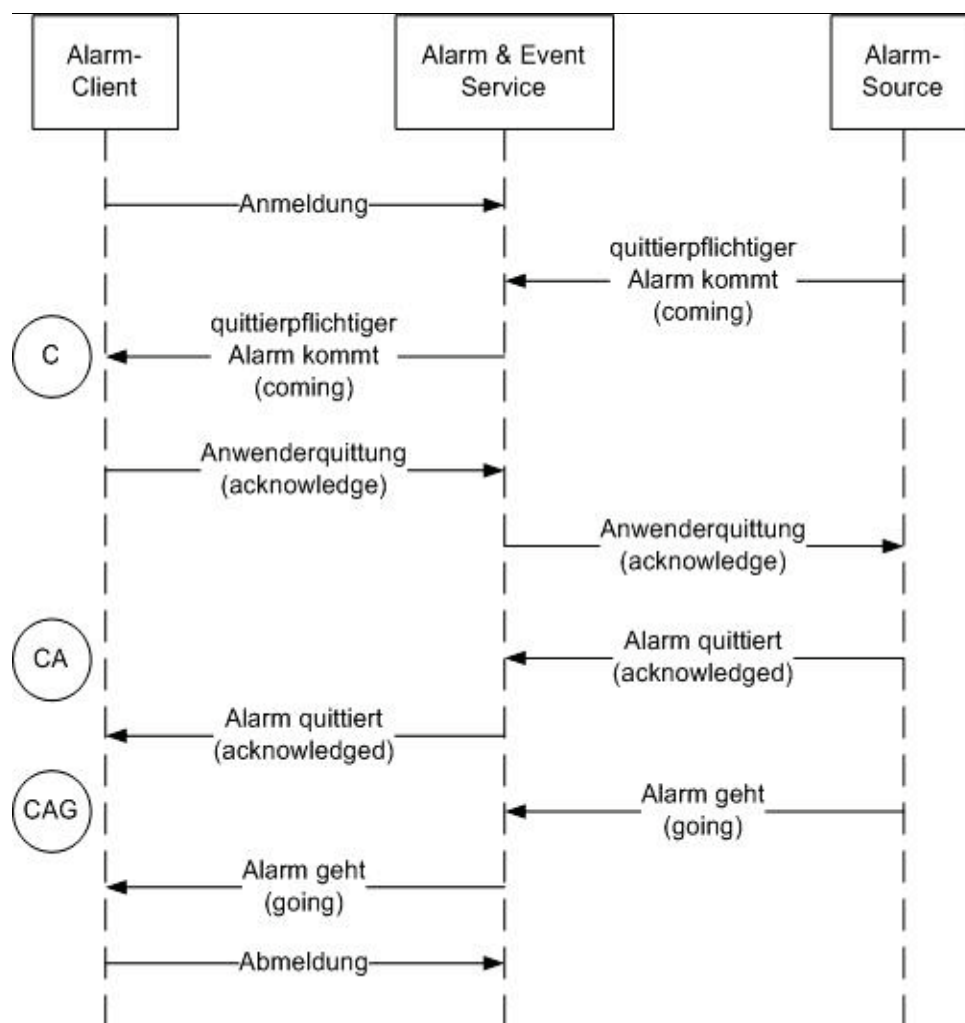 Alarm-
Client
Alarm & Event
Service
Alarm-
Source
Anmeldung
quittierpflichtiger
Alarm kommt
(coming)
C
quittierpflichtiger
Alarm kommt
(coming)
Anwenderquittung
(acknowledge)
Anwenderquittung
(acknowledge)
CA
Alarm quittiert
(acknowledged)
Alarm quittiert
(acknowledged)
CAG
Alarm geht
(going)
Alarm geht
(going)
Abmeldung